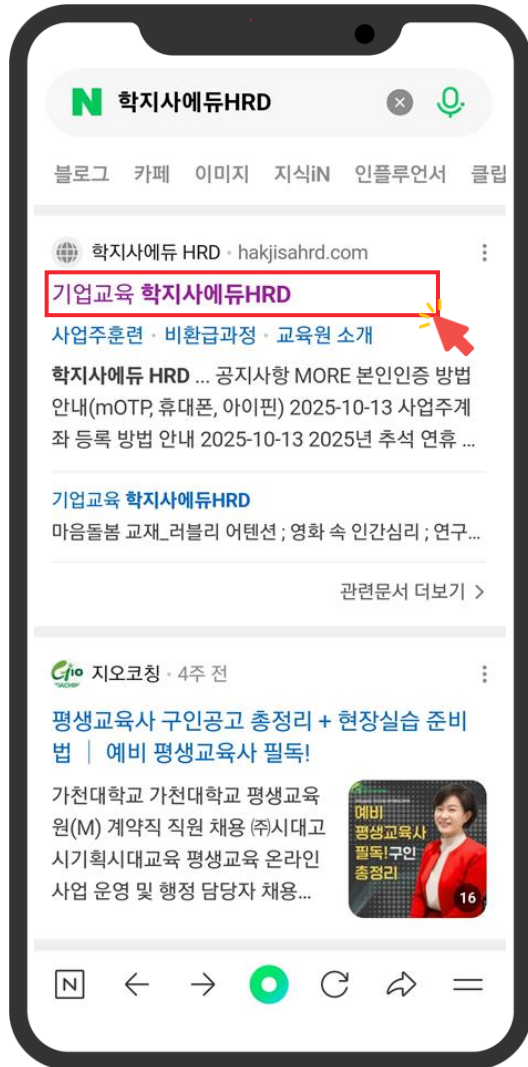 N 학지사에듀HRD
블로그 카페 이미지 지식iN 인플루언서 클립
학지사에듀 HRD · hakjisahrd.com
기업교육 학지사에듀HRD
사업주훈련 · 비환급과정 · 교육원 소개
학지사에듀 HRD ... 공지사항 MORE 본인인증 방법
안내(mOTP, 휴대폰, 아이핀) 2025-10-13 사업주계
좌 등록 방법 안내 2025-10-13 2025년 추석 연휴 ...
기업교육 학지사에듀HRD
마음돌봄 교재_러블리 어텐션 ; 영화 속 인간심리 ; 연구...
관련문서 더보기 >
Gio COACHING 지오코칭 · 4주 전
평생교육사 구인공고 총정리 + 현장실습 준비
법 | 예비 평생교육사 필독!
가천대학교 가천대학교 평생교육
원(M) 계약직 직원 채용 ㈜시대고
시기획시대교육 평생교육 온라인
사업 운영 및 행정 담당자 채용...
예비
평생교육사
필독!구인
총정리
16
N